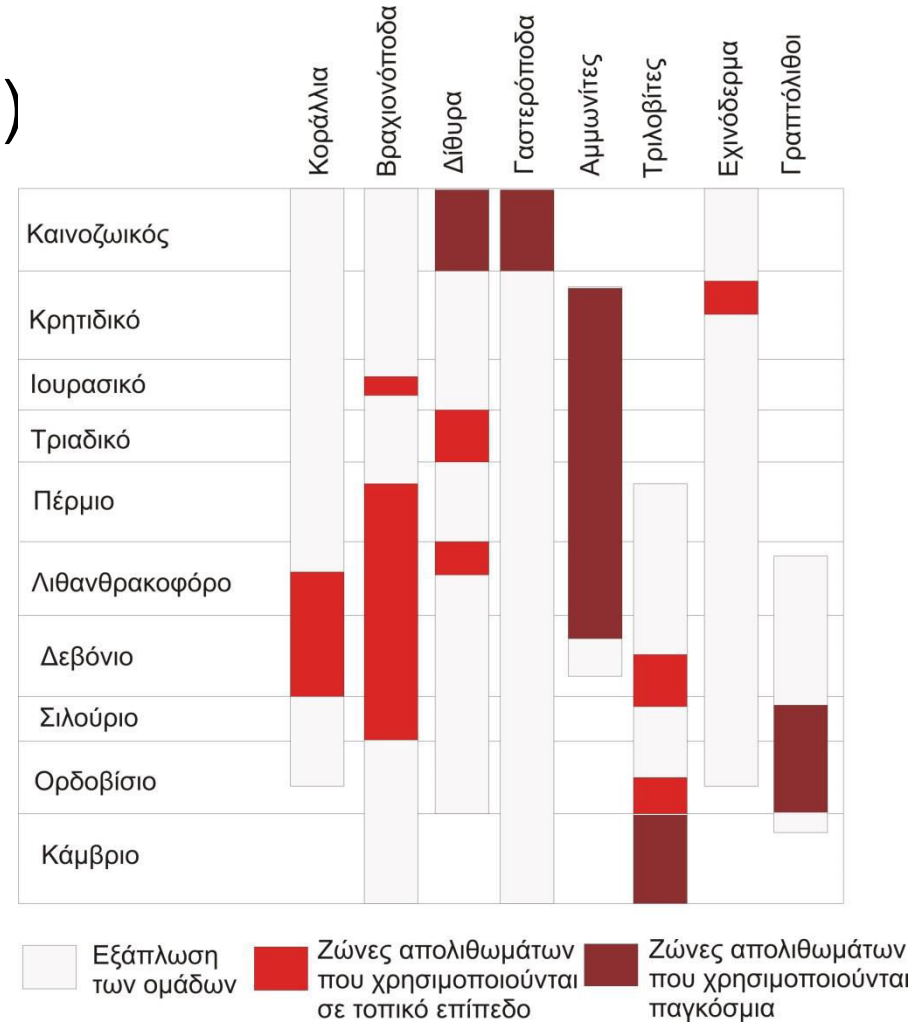 )
Κοράλλια
Βραχιονόποδα
Δίθυρα
Γαστερόποδα
Αμμωνίτες
Τριλοβίτες
Εχινόδερμα
Γραπτόλιθοι
Καινοζωικός
Κρητιδικό
Ιουρασικό
Τριαδικό
Πέρμιο
Λιθανθρακοφόρο
Δεβόνιο
Σιλούριο
Ορδοβίσιο
Κάμβριο
Εξάπλωση
των ομάδων
Ζώνες απολιθωμάτων
που χρησιμοποιούνται
σε τοπικό επίπεδο
Ζώνες απολιθωμάτων
που χρησιμοποιούνται
παγκόσμια